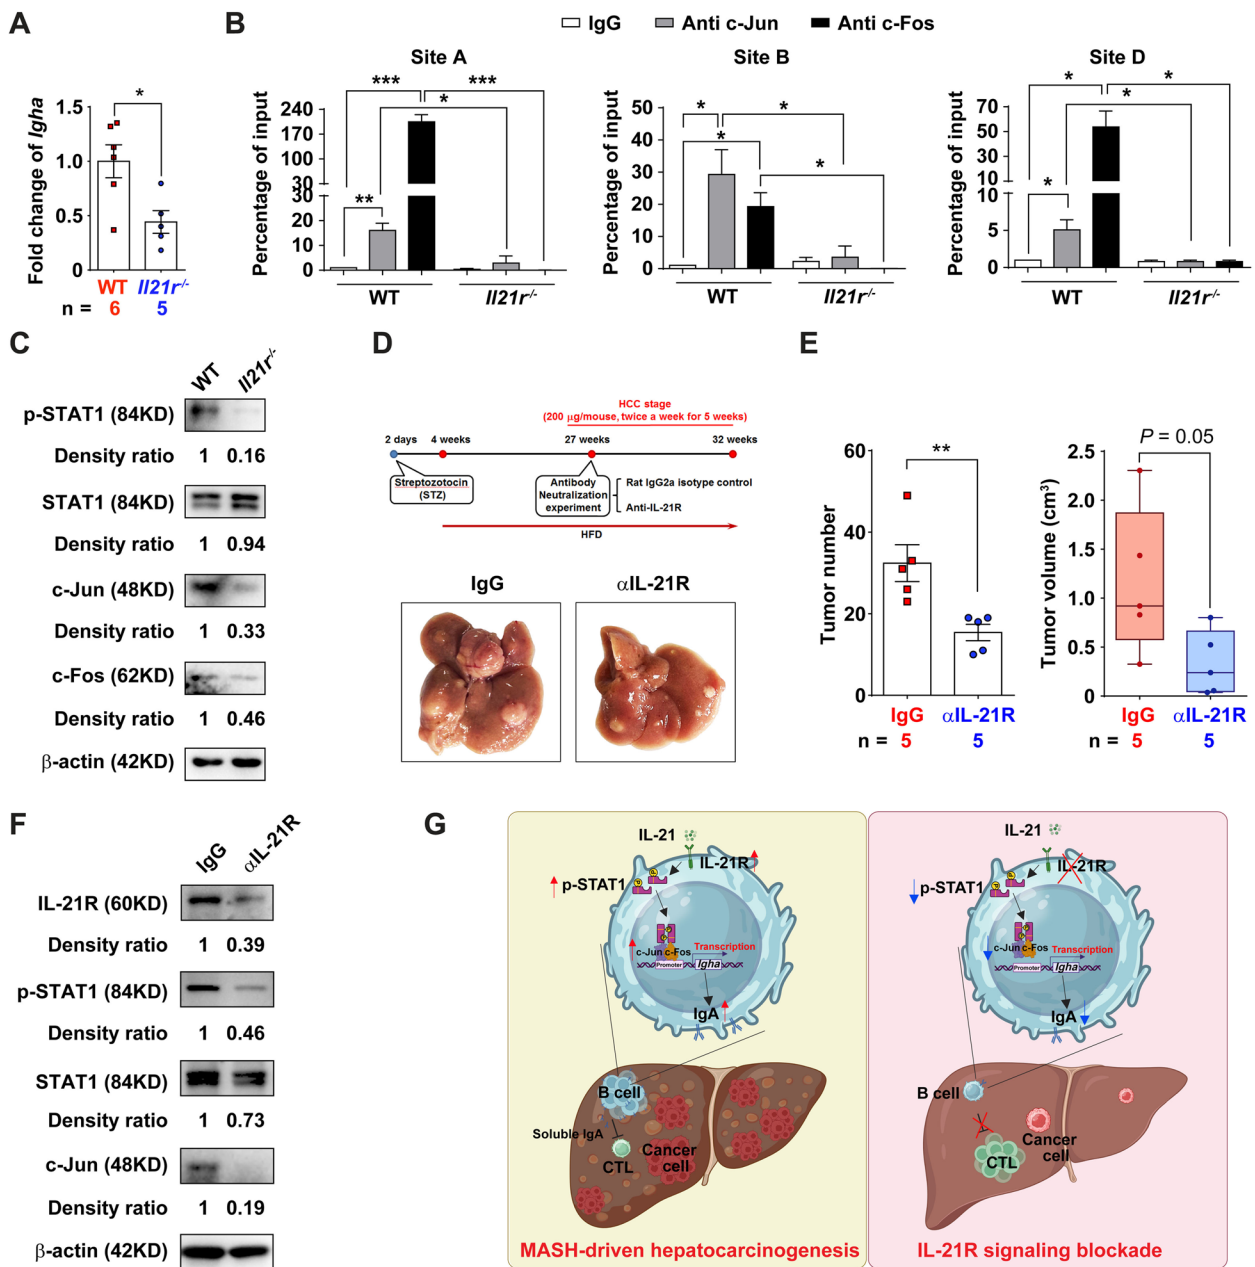 A
Fold change of Igha
1.5
1.0
0.5
0
*
WT Il21r-/-
n = 6 5
B
IgG Anti c-Jun Anti c-Fos
Site A
Percentage of input
240
170
100
30
30
20
10
0
*** ***
*
**
WT Il21r-/-
Site B
Percentage of input
50
40
30
20
10
0
* *
*
*
WT Il21r-/-
Site D
Percentage of input
70
50
30
10
10
5
0
* *
*
*
WT Il21r-/-
C
WT Il21r-/-
p-STAT1 (84KD)
Density ratio 1 0.16
STAT1 (84KD)
Density ratio 1 0.94
c-Jun (48KD)
Density ratio 1 0.33
c-Fos (62KD)
Density ratio 1 0.46
β-actin (42KD)
D
HCC stage
(200 μg/mouse, twice a week for 5 weeks)
2 days 4 weeks 27 weeks 32 weeks
Streptozotocin
(STZ)
Antibody
Neutralization
experiment
Rat IgG2a isotype control
Anti-IL-21R
HFD
IgG αIL-21R
E
Tumor number
60
40
20
0
**
IgG αIL-21R
n = 5 5
Tumor volume (cm3)
2.5
2.0
1.5
1.0
0.5
0
P = 0.05
IgG αIL-21R
n = 5 5
F
IgG αIL-21R
IL-21R (60KD)
Density ratio 1 0.39
p-STAT1 (84KD)
Density ratio 1 0.46
STAT1 (84KD)
Density ratio 1 0.73
c-Jun (48KD)
Density ratio 1 0.19
β-actin (42KD)
G
IL-21
IL-21R
p-STAT1
P P
c-Jun c-Fos
Transcription
Promoter Igha
IgA
B cell
Soluble IgA
CTL
Cancer
cell
MASH-driven hepatocarcinogenesis
IL-21
IL-21R
p-STAT1
P P
c-Jun c-Fos
Transcription
Promoter Igha
IgA
B cell
CTL
Cancer
cell
IL-21R signaling blockade